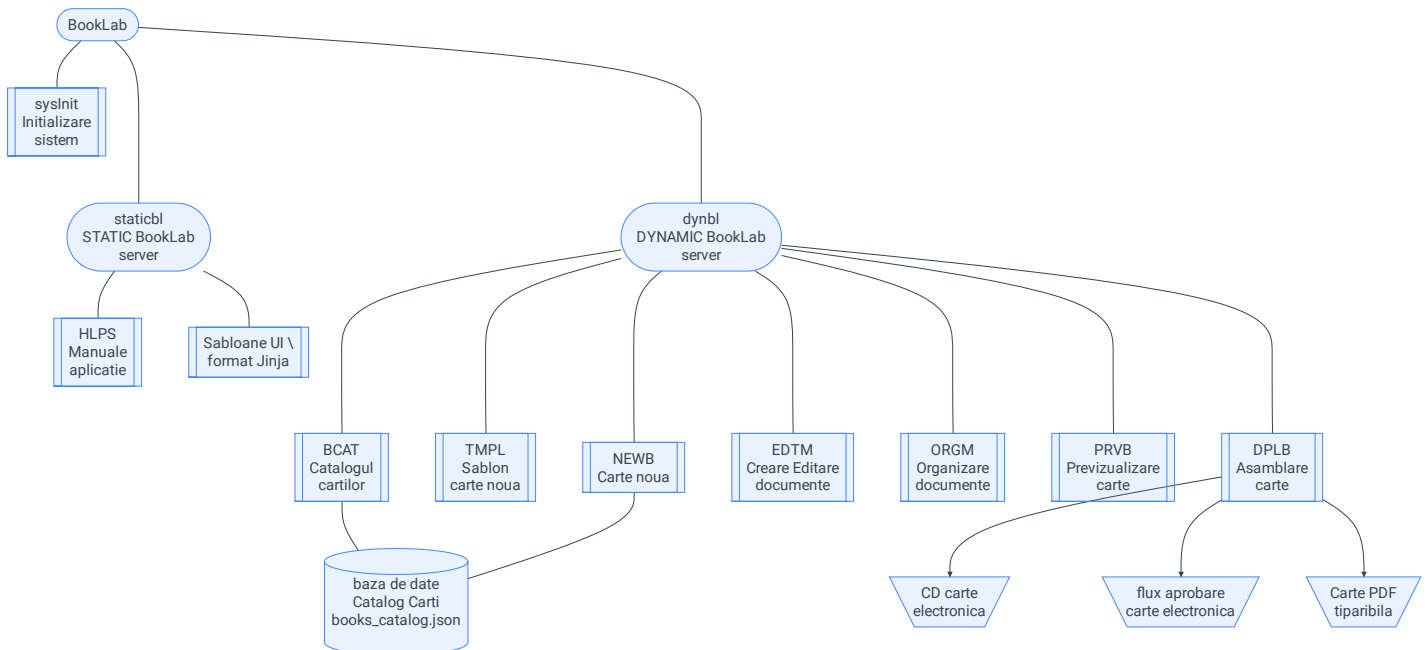 BookLab
sysInit
Initializare
sistem
staticbl
STATIC BookLab
server
dynbl
DYNAMIC BookLab
server
HLPS
Manuale
aplicatie
Sabloane UI \
format Jinja
BCAT
Catalogul
cartilor
TMPL
Sablon
carte noua
NEWB
Carte noua
EDTM
Creare Editare
documente
ORGM
Organizare
documente
PRVB
Previzualizare
carte
DPLB
Asamblare
carte
baza de date
Catalog Carti
books_catalog.json
CD carte
electronica
flux aprobare
carte electronica
Carte PDF
tiparibila